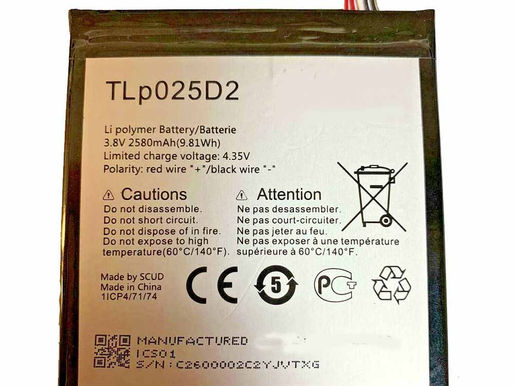 TLp025D2
Li polymer Battery/Batterie
3.8V 2580mAh(9.81Wh)
Limited charge voltage: 4.35V
Polarity: red wire "+"/black wire "-"
Cautions
Do not disassemble.
Do not short circuit.
Do not dispose of in fire.
Do not expose to high
temperature(60°C/140°F).
Attention
Ne pas desassembler.
Ne pas court-circuiter.
Ne pas jeter au feu.
Ne pas exposer à une température
supérieure à 60°C/140°F.
Made by SCUD
Made in China
1ICP4/71/74
CE
5
PC
MANUFACTURED
ICS01
S/N: C2600002C2YJVTXG